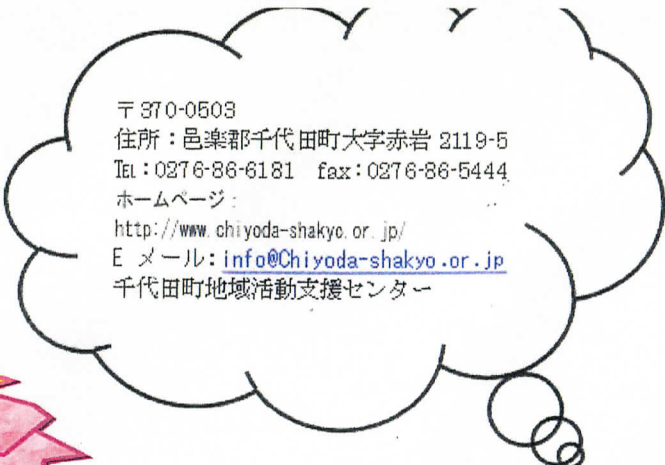 〒370-0503
住所：邑楽郡千代田町大字赤岩 2119-5
℡：0276-86-6181 fax：0276-86-5444
ホームページ：
http://www.chiyoda-shakyo.or.jp/
E メール：info@Chiyoda-shakyo.or.jp
千代田町地域活動支援センター